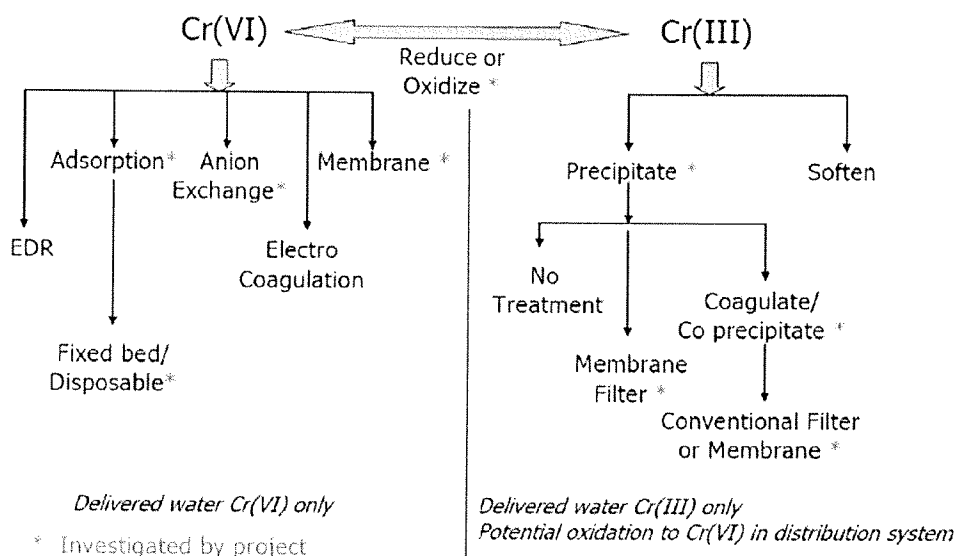 Cr(VI)
Cr(III)
Reduce or
Oxidize *
Adsorption*
Anion
Exchange*
Membrane *
EDR
Electro
Coagulation
Fixed bed/
Disposable*
Precipitate *
Soften
No
Treatment
Membrane
Filter *
Coagulate/
Co precipitate *
Conventional Filter
or Membrane *
Delivered water Cr(VI) only
* Investigated by project
Delivered water Cr(III) only
Potential oxidation to Cr(VI) in distribution system